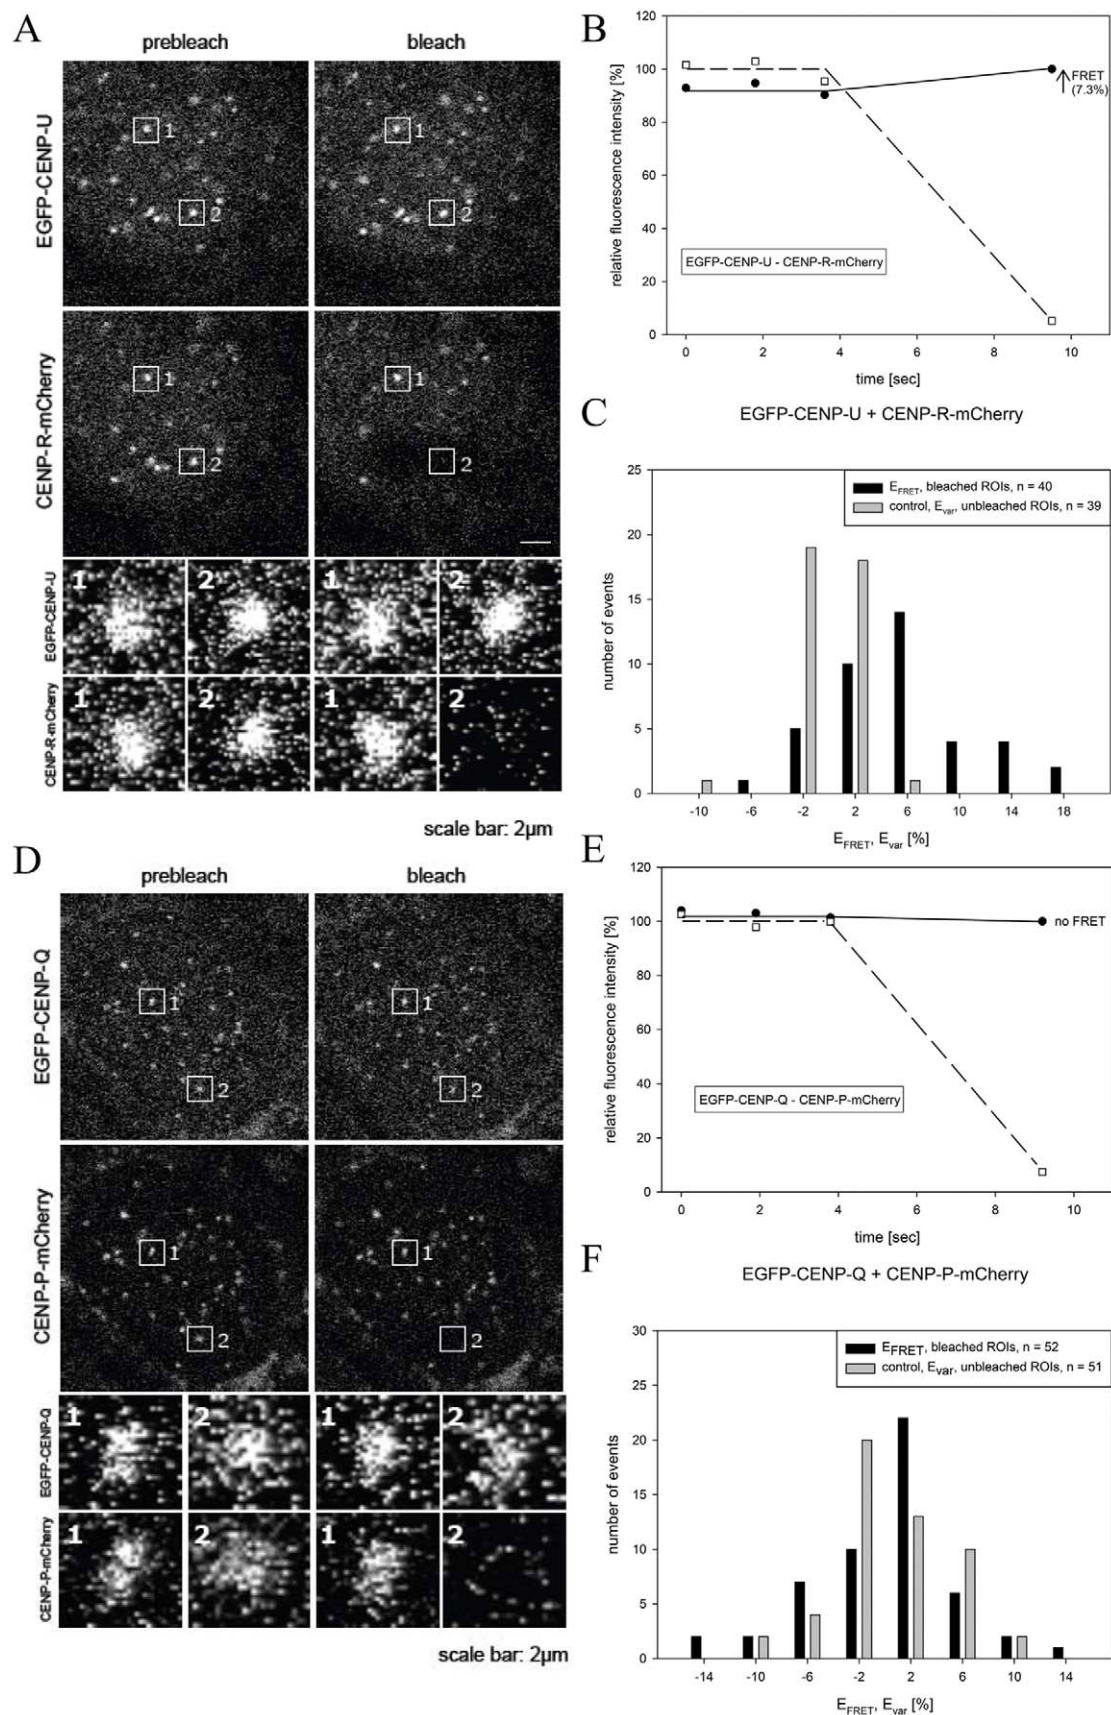 A
prebleach
bleach
EGFP-CENP-U
1
1
2
2
CENP-R-mCherry
1
1
2
2
EGFP-CENP-U
1
2
1
2
CENP-R-mCherry
1
2
1
2
scale bar: 2µm
B
120
100
80
60
40
20
0
relative fluorescence intensity [%]
FRET
(7.3%)
EGFP-CENP-U - CENP-R-mCherry
0
2
4
6
8
10
time [sec]
C
EGFP-CENP-U + CENP-R-mCherry
25
20
15
10
5
0
number of events
EFRET, bleached ROIs, n = 40
control, Evar, unbleached ROIs, n = 39
-10
-6
-2
2
6
10
14
18
EFRET, Evar [%]
D
prebleach
bleach
EGFP-CENP-Q
1
1
2
2
CENP-P-mCherry
1
1
2
2
EGFP-CENP-Q
1
2
1
2
CENP-P-mCherry
1
2
1
2
scale bar: 2µm
E
120
100
80
60
40
20
0
relative fluorescence intensity [%]
no FRET
EGFP-CENP-Q - CENP-P-mCherry
0
2
4
6
8
10
time [sec]
F
EGFP-CENP-Q + CENP-P-mCherry
30
25
20
15
10
5
0
number of events
EFRET, bleached ROIs, n = 52
control, Evar, unbleached ROIs, n = 51
-14
-10
-6
-2
2
6
10
14
EFRET, Evar [%]